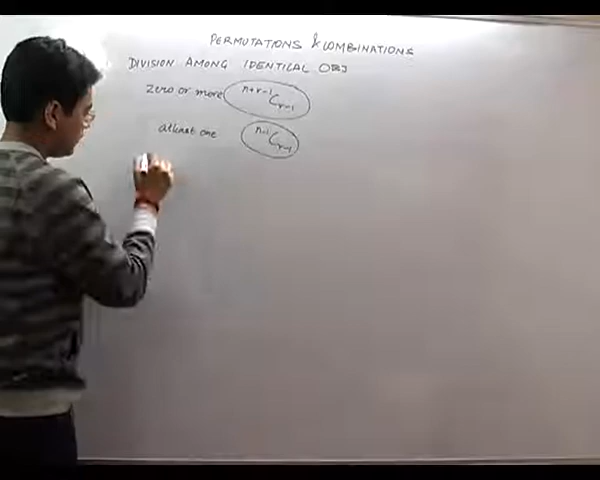 PERMUTATIONS & COMBINATIONS
DIVISION AMONG IDENTICAL OBJ
zero or more n+r-1Cr-1
atleast one n-1Cr-1